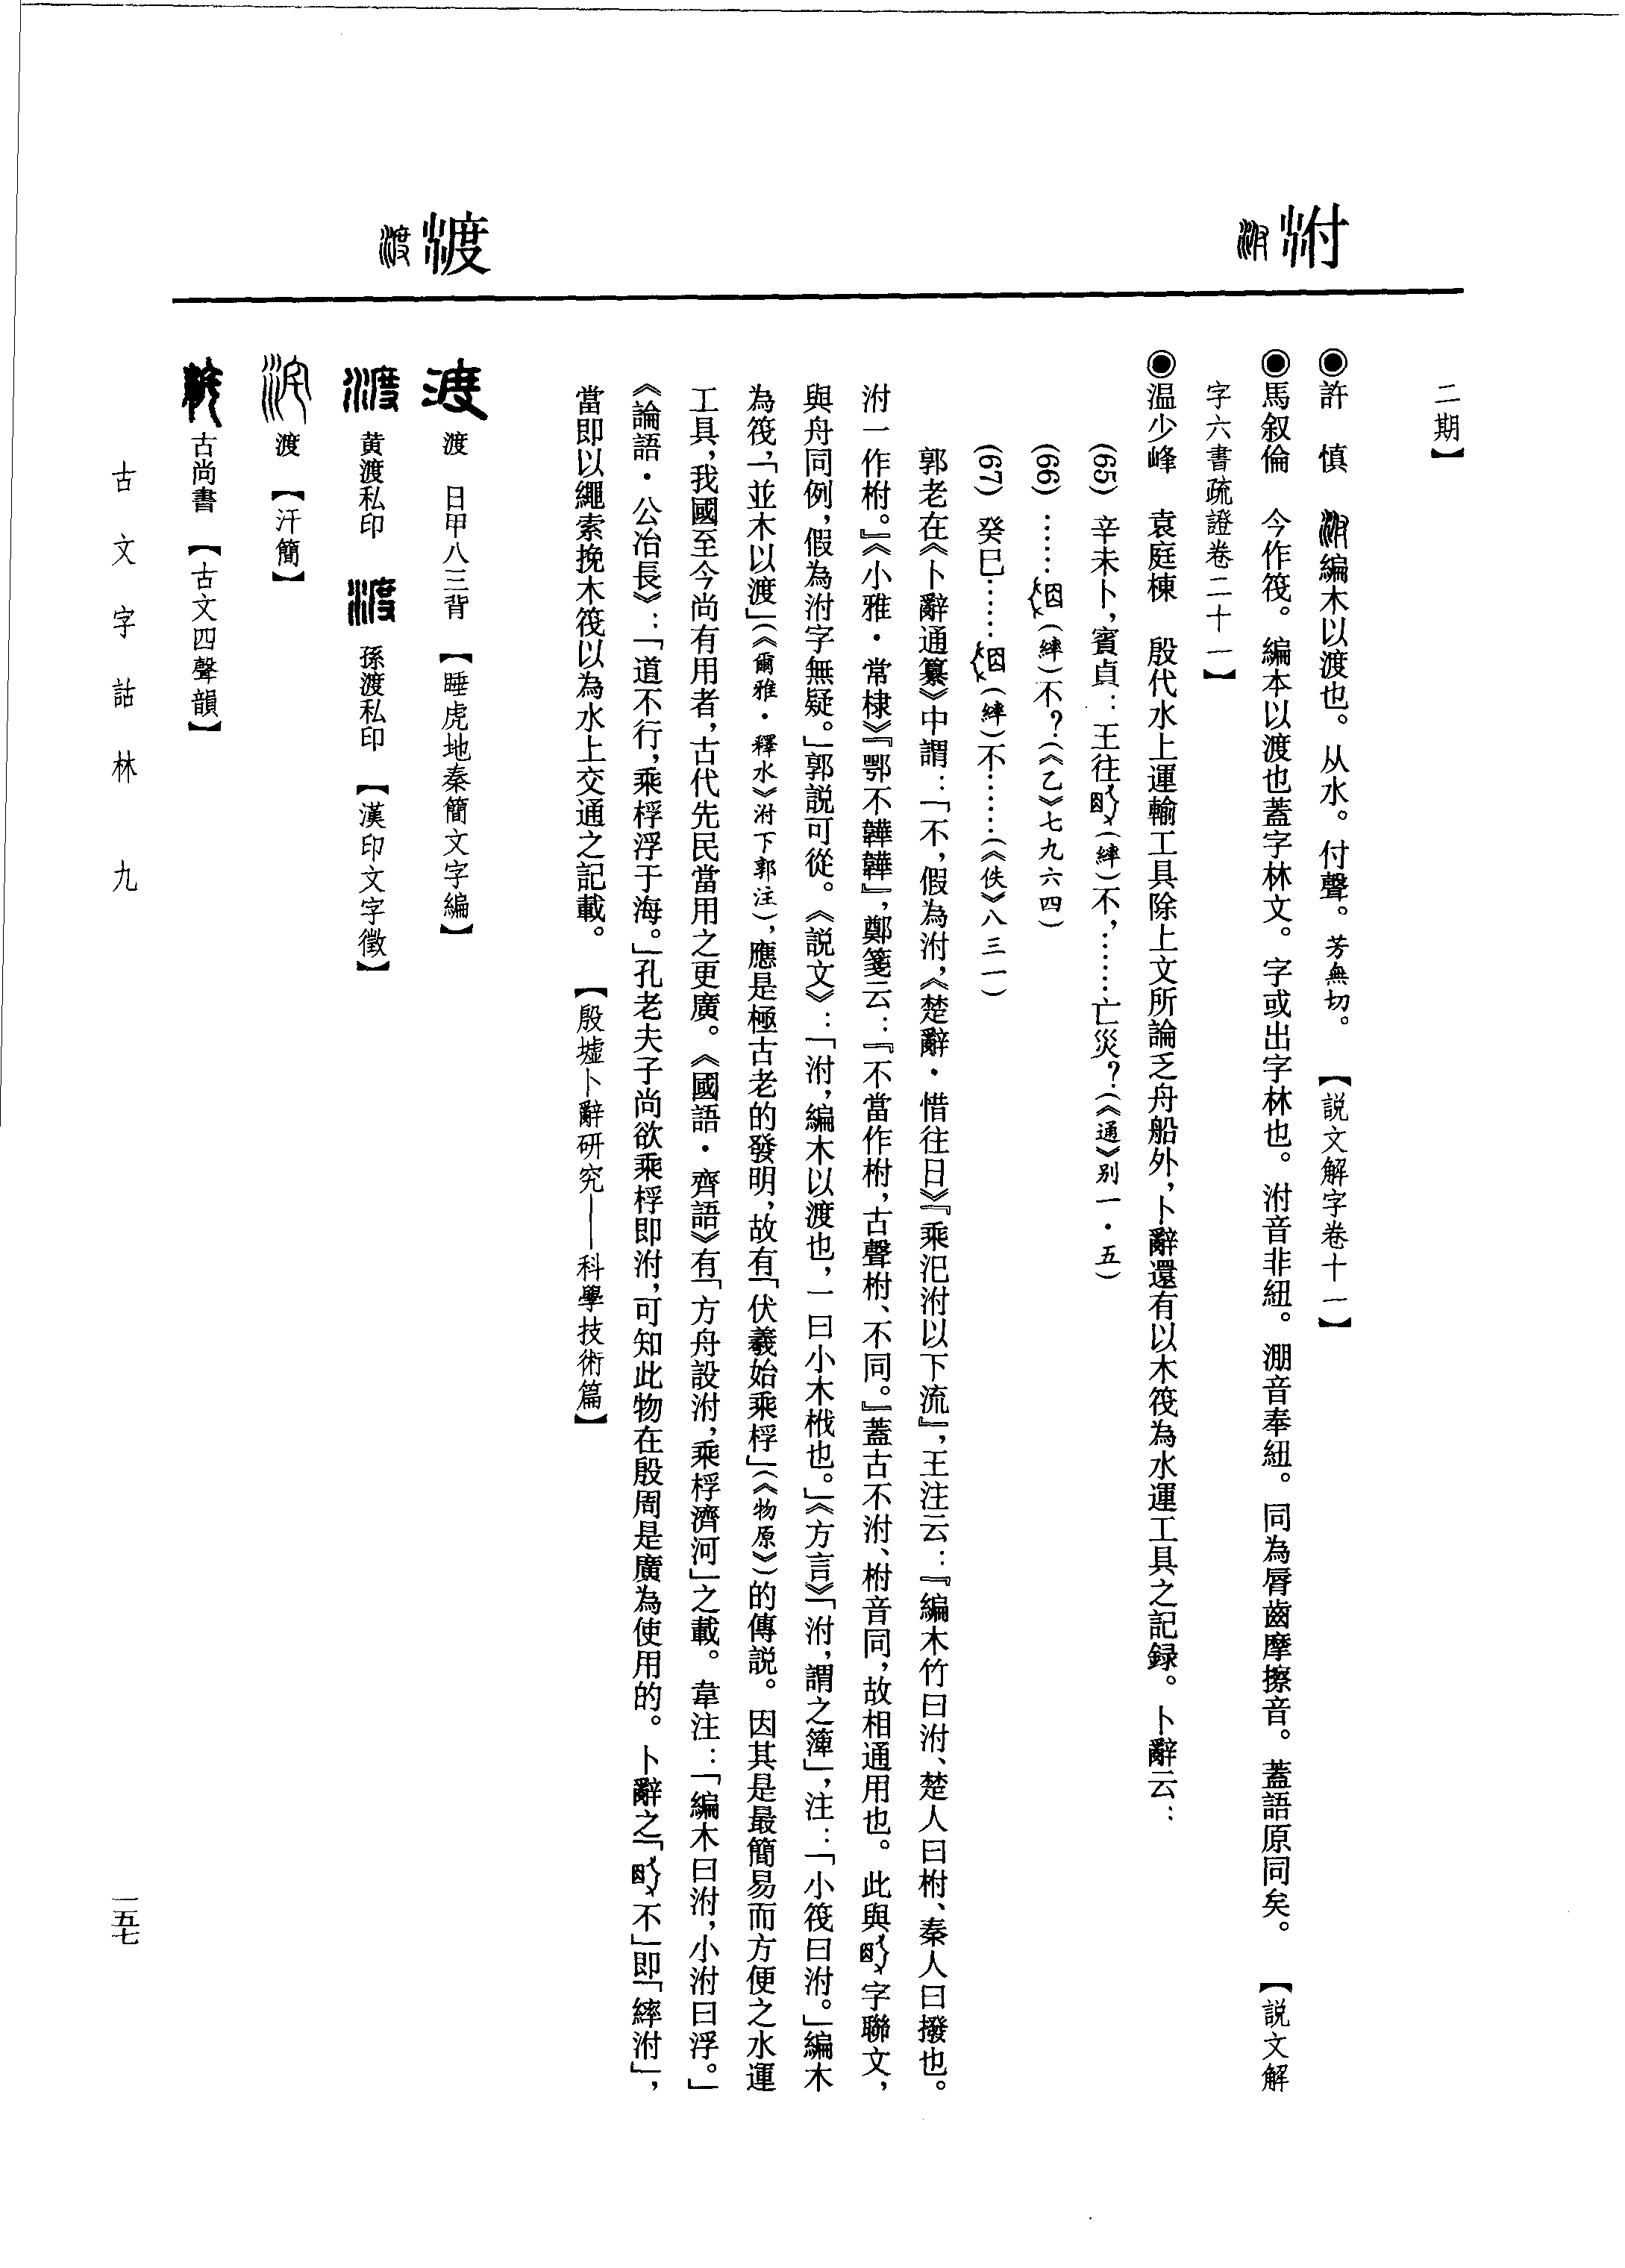 泭
渡
二期】
◉許　慎　編木以渡也。从水。付聲。芳無切。【説文解字卷十一】
◉馬叙倫　今作筏。編本以渡也蓋字林文。字或出字林也。泭音非紐。淜音奉紐。同為脣齒摩擦音。蓋語原同矣。【説文解
字六書疏證卷二十一】
◉温少峰　袁庭棟　殷代水上運輸工具除上文所論乏舟船外，卜辭還有以木筏為水運工具之記録。卜辭云：
(65) 辛未卜，賓貞：王往（縴）不，……亡災？（《通》别一·五）
(66) ……（縴）不？（《乙》七九六四）
(67) 癸巳……（縴）不………（《佚》八三一）
郭老在《卜辭通纂》中謂：「不，假為泭，《楚辭·惜往日》『乘氾泭以下流』，王注云：『編木竹曰泭、楚人曰柎、秦人曰撥也。
泭一作柎。』《小雅·常棣》『鄂不韡韡』，鄭箋云：『不當作柎，古聲柎、不同。』蓋古不泭、柎音同，故相通用也。此與字聯文，
與舟同例，假為泭字無疑。」郭説可從。《説文》：「泭，編木以渡也，一曰小木栰也。」《方言》「泭，謂之簰」，注：「小筏曰泭。」編木
為筏，「並木以渡」（《爾雅·釋水》泭下郭注），應是極古老的發明，故有「伏羲始乘桴」（《物原》）的傳説。因其是最簡易而方便之水運
工具，我國至今尚有用者，古代先民當用之更廣。《國語·齊語》有「方舟設泭，乘桴濟河」之載。韋注：「編木曰泭，小泭曰浮。」
《論語·公冶長》：「道不行，乘桴浮于海。」孔老夫子尚欲乘桴即泭，可知此物在殷周是廣為使用的。卜辭之「不」即「縴泭」，
當即以繩索挽木筏以為水上交通之記載。【殷墟卜辭研究——科學技術篇】
渡　日甲八三背　【睡虎地秦簡文字編】
黄渡私印　孫渡私印　【漢印文字徵】
渡　【汗簡】
古尚書　【古文四聲韻】
古文字詁林　九
一五七